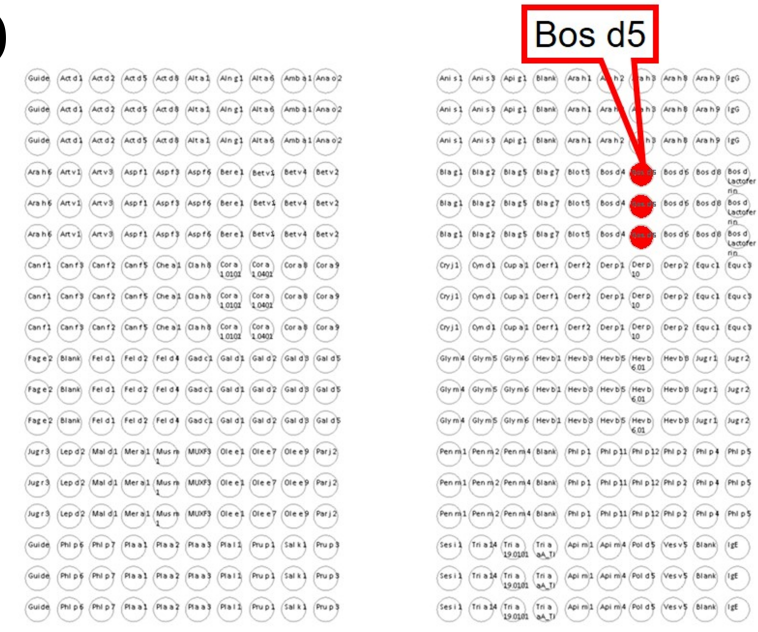 Bos d5
Guide Act d1 Act d2 Act d5 Act d8 Alt a1 Aln g1 Alt a6 Amb a1 Ana o2
Guide Act d1 Act d2 Act d5 Act d8 Alt a1 Aln g1 Alt a6 Amb a1 Ana o2
Guide Act d1 Act d2 Act d5 Act d8 Alt a1 Aln g1 Alt a6 Amb a1 Ana o2
Ara h6 Art v1 Art v3 Asp f1 Asp f3 Asp f6 Ber e1 Bet v1 Bet v4 Bet v2
Ara h6 Art v1 Art v3 Asp f1 Asp f3 Asp f6 Ber e1 Bet v1 Bet v4 Bet v2
Ara h6 Art v1 Art v3 Asp f1 Asp f3 Asp f6 Ber e1 Bet v1 Bet v4 Bet v2
Can f1 Can f3 Can f2 Can f5 Che a1 Cla h8 Cor a 1.0101 Cor a 1.0401 Cor a8 Cor a9
Can f1 Can f3 Can f2 Can f5 Che a1 Cla h8 Cor a 1.0101 Cor a 1.0401 Cor a8 Cor a9
Can f1 Can f3 Can f2 Can f5 Che a1 Cla h8 Cor a 1.0101 Cor a 1.0401 Cor a8 Cor a9
Fag e2 Blank Fel d1 Fel d2 Fel d4 Gad c1 Gal d1 Gal d2 Gal d3 Gal d5
Fag e2 Blank Fel d1 Fel d2 Fel d4 Gad c1 Gal d1 Gal d2 Gal d3 Gal d5
Fag e2 Blank Fel d1 Fel d2 Fel d4 Gad c1 Gal d1 Gal d2 Gal d3 Gal d5
Jug r3 Lep d2 Mal d1 Mer a1 Mus m 1 MUXF3 Ole e1 Ole e7 Ole e9 Par j2
Jug r3 Lep d2 Mal d1 Mer a1 Mus m 1 MUXF3 Ole e1 Ole e7 Ole e9 Par j2
Jug r3 Lep d2 Mal d1 Mer a1 Mus m 1 MUXF3 Ole e1 Ole e7 Ole e9 Par j2
Guide Phl p6 Phl p7 Pla a1 Pla a2 Pla a3 Pla l1 Pru p1 Sal k1 Pru p3
Guide Phl p6 Phl p7 Pla a1 Pla a2 Pla a3 Pla l1 Pru p1 Sal k1 Pru p3
Guide Phl p6 Phl p7 Pla a1 Pla a2 Pla a3 Pla l1 Pru p1 Sal k1 Pru p3
Ani s1 Ani s3 Api g1 Blank Ara h1 h2 h3 Ara h8 Ara h9 IgG
Ani s1 Ani s3 Api g1 Blank Ara h1 Ara h2 h3 Ara h8 Ara h9 IgG
Ani s1 Ani s3 Api g1 Blank Ara h1 Ara h2 h3 Ara h8 Ara h9 IgG
Bla g1 Bla g2 Bla g5 Bla g7 Blo t5 Bos d4 Bos d5 Bos d6 Bos d8 Bos d Lactofer rin
Bla g1 Bla g2 Bla g5 Bla g7 Blo t5 Bos d4 Bos d5 Bos d6 Bos d8 Bos d Lactofer rin
Bla g1 Bla g2 Bla g5 Bla g7 Blo t5 Bos d4 Bos d5 Bos d6 Bos d8 Bos d Lactofer rin
Cry j1 Cyn d1 Cup a1 Der f1 Der f2 Der p1 Der p 10 Der p2 Equ c1 Equ c3
Cry j1 Cyn d1 Cup a1 Der f1 Der f2 Der p1 Der p 10 Der p2 Equ c1 Equ c3
Cry j1 Cyn d1 Cup a1 Der f1 Der f2 Der p1 Der p 10 Der p2 Equ c1 Equ c3
Gly m4 Gly m5 Gly m6 Hev b1 Hev b3 Hev b5 Hev b 6.01 Hev b8 Jug r1 Jug r2
Gly m4 Gly m5 Gly m6 Hev b1 Hev b3 Hev b5 Hev b 6.01 Hev b8 Jug r1 Jug r2
Gly m4 Gly m5 Gly m6 Hev b1 Hev b3 Hev b5 Hev b 6.01 Hev b8 Jug r1 Jug r2
Pen m1 Pen m2 Pen m4 Blank Phl p1 Phl p11 Phl p12 Phl p2 Phl p4 Phl p5
Pen m1 Pen m2 Pen m4 Blank Phl p1 Phl p11 Phl p12 Phl p2 Phl p4 Phl p5
Pen m1 Pen m2 Pen m4 Blank Phl p1 Phl p11 Phl p12 Phl p2 Phl p4 Phl p5
Ses i1 Tri a14 Tri a 19.0101 Tri a aA_TI Api m1 Api m4 Pol d5 Ves v5 Blank IgE
Ses i1 Tri a14 Tri a 19.0101 Tri a aA_TI Api m1 Api m4 Pol d5 Ves v5 Blank IgE
Ses i1 Tri a14 Tri a 19.0101 Tri a aA_TI Api m1 Api m4 Pol d5 Ves v5 Blank IgE